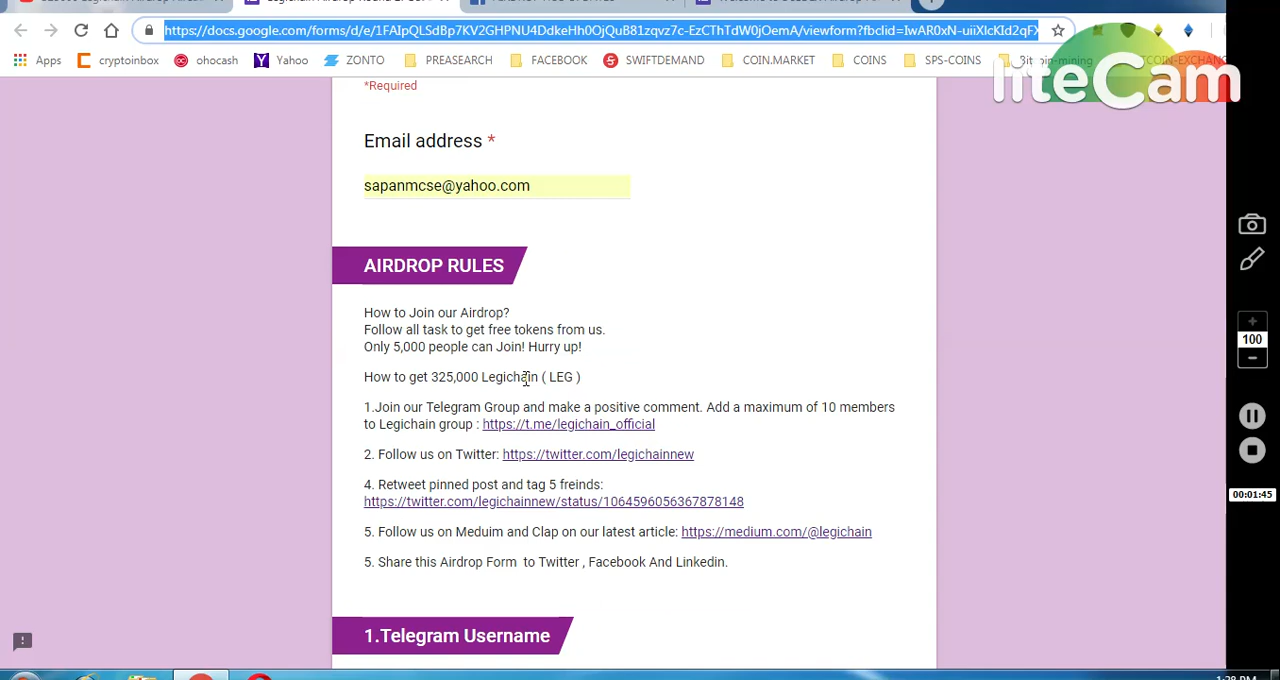 https://docs.google.com/forms/d/e/1FAIpQLSdBp7KV2GHPNU4DdkeHh0OjQuB81zqvz7c-EzCThTdW0jOemA/viewform?fbclid=IwAR0xN-uiiXlcKId2qFX
Apps cryptoinbox ohocash Yahoo ZONTO PREASEARCH FACEBOOK SWIFTDEMAND COIN.MARKET COINS SPS-COINS Bitcoin-mining
liteCam
*Required
Email address *
sapanmcse@yahoo.com
AIRDROP RULES
How to Join our Airdrop?
Follow all task to get free tokens from us.
Only 5,000 people can Join! Hurry up!
How to get 325,000 Legichain ( LEG )
1.Join our Telegram Group and make a positive comment. Add a maximum of 10 members
to Legichain group : https://t.me/legichain_official
2. Follow us on Twitter: https://twitter.com/legichainnew
4. Retweet pinned post and tag 5 freinds:
https://twitter.com/legichainnew/status/1064596056367878148
5. Follow us on Meduim and Clap on our latest article: https://medium.com/@legichain
5. Share this Airdrop Form to Twitter , Facebook And Linkedin.
1.Telegram Username
100
00:01:45
1:28 PM